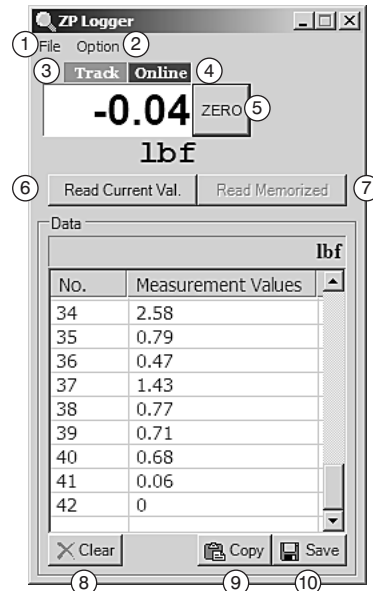 ZP Logger
1 File Option 2
3 Track Online 4
-0.04 ZERO 5
lbf
6 Read Current Val. Read Memorized 7
Data
lbf
No. Measurement Values
34 2.58
35 0.79
36 0.47
37 1.43
38 0.77
39 0.71
40 0.68
41 0.06
42 0
Clear Copy Save
8 9 10